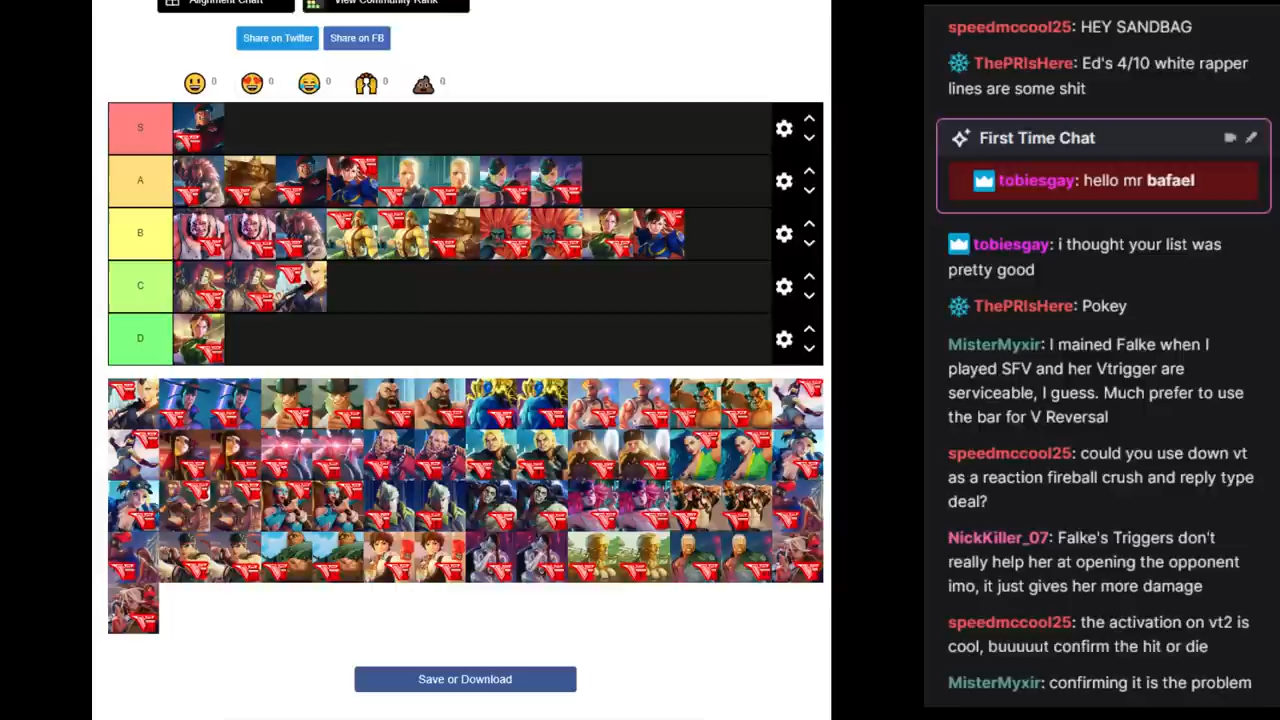 Alignment Chart
View Community Rank
Share on Twitter
Share on FB
0 0 0 0 0
S
A
B
C
D
Save or Download
speedmccool25: HEY SANDBAG
ThePRIsHere: Ed's 4/10 white rapper
lines are some shit
First Time Chat
tobiesgay: hello mr bafael
tobiesgay: i thought your list was
pretty good
ThePRIsHere: Pokey
MisterMyxir: I mained Falke when I
played SFV and her Vtrigger are
serviceable, I guess. Much prefer to use
the bar for V Reversal
speedmccool25: could you use down vt
as a reaction fireball crush and reply type
deal?
NickKiller_07: Falke's Triggers don't
really help her at opening the opponent
imo, it just gives her more damage
speedmccool25: the activation on vt2 is
cool, buuuuut confirm the hit or die
MisterMyxir: confirming it is the problem